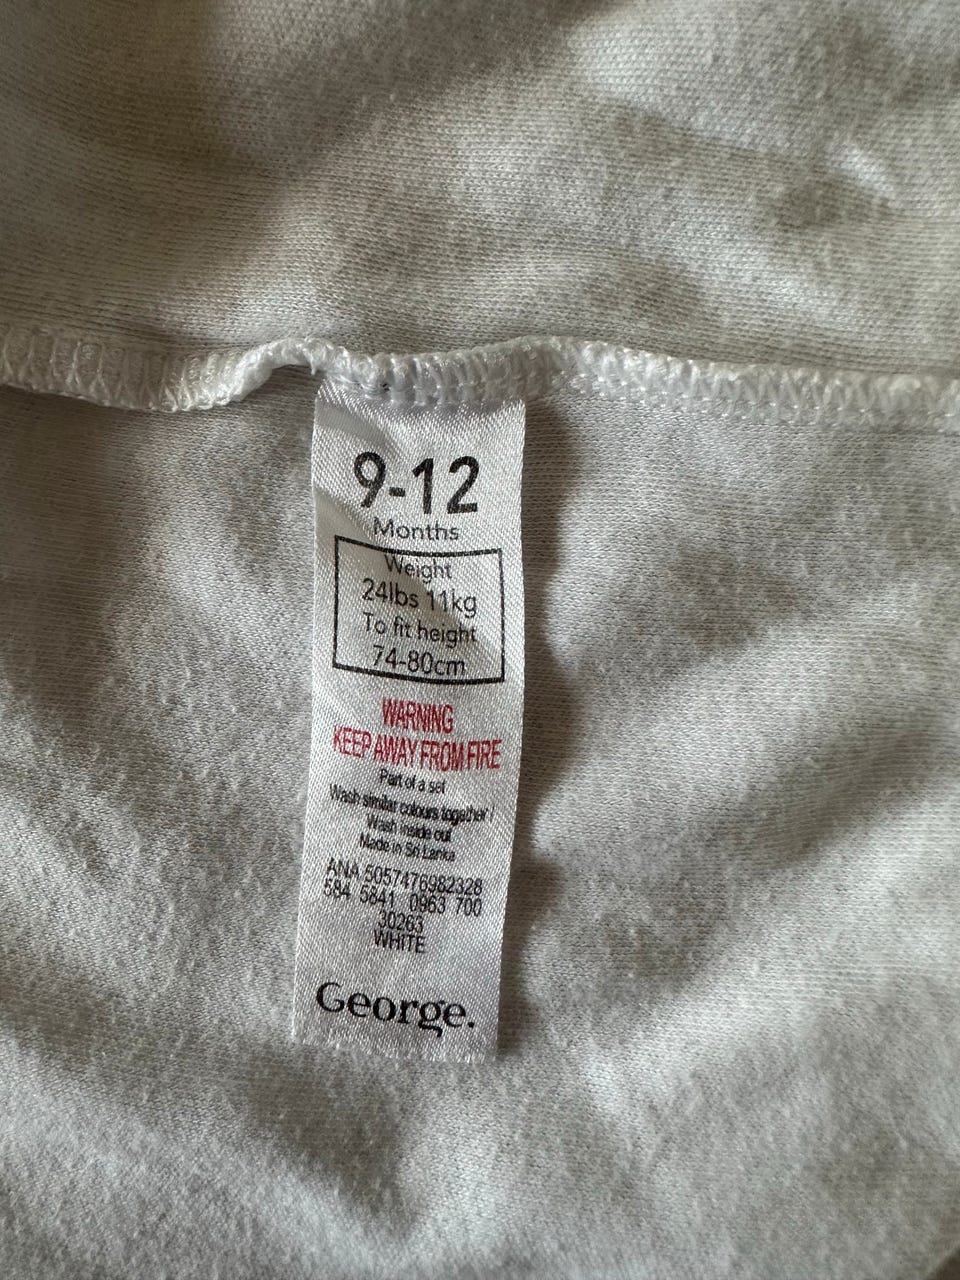 9-12
Months
Weight
24lbs 11kg
To fit height
74-80cm
WARNING
KEEP AWAY FROM FIRE
Part of a set
Wash similar colours together /
Wash inside out
Made in Sri Lanka
ANA 5057476982328
584 5841 0963 700
30263
WHITE
George.